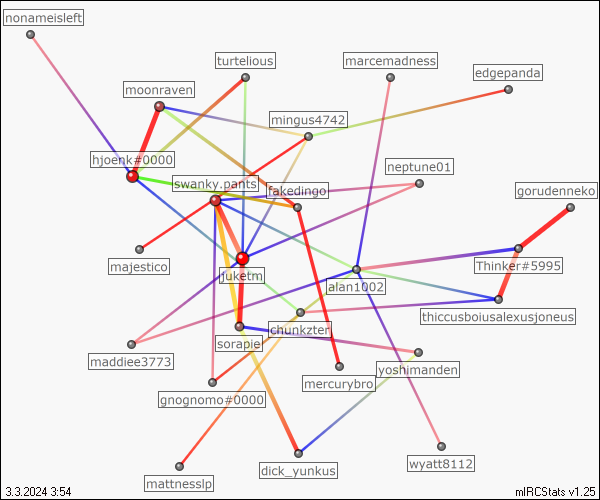 nonameisleft
turtelious
marcemadness
edgepanda
moonraven
mingus4742
hjoenk#0000
neptune01
swanky.pants
fakedingo
gorudenneko
majestico
juketm
Thinker#5995
alan1002
thiccusboiusalexusjoneus
chunkzter
sorapie
maddiee3773
yoshimanden
mercurybro
gnognomo#0000
wyatt8112
dick_yunkus
mattnesslp
3.3.2024 3:54
mIRCStats v1.25